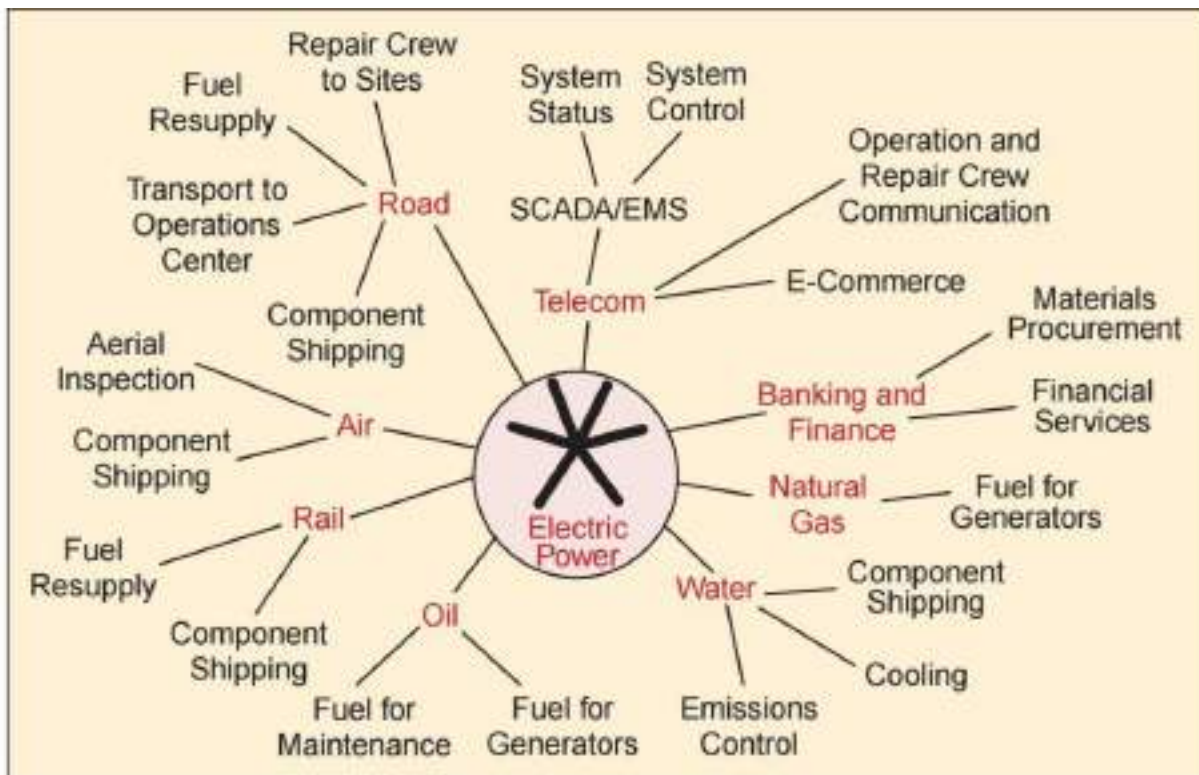 Repair Crew
to Sites
Fuel
Resupply
Transport to
Operations
Center
Road
Component
Shipping
System
Status
System
Control
SCADA/EMS
Operation and
Repair Crew
Communication
Telecom
E-Commerce
Materials
Procurement
Banking and
Finance
Financial
Services
Aerial
Inspection
Air
Component
Shipping
Natural
Gas
Fuel for
Generators
Electric
Power
Rail
Fuel
Resupply
Component
Shipping
Water
Component
Shipping
Cooling
Emissions
Control
Oil
Fuel for
Maintenance
Fuel for
Generators